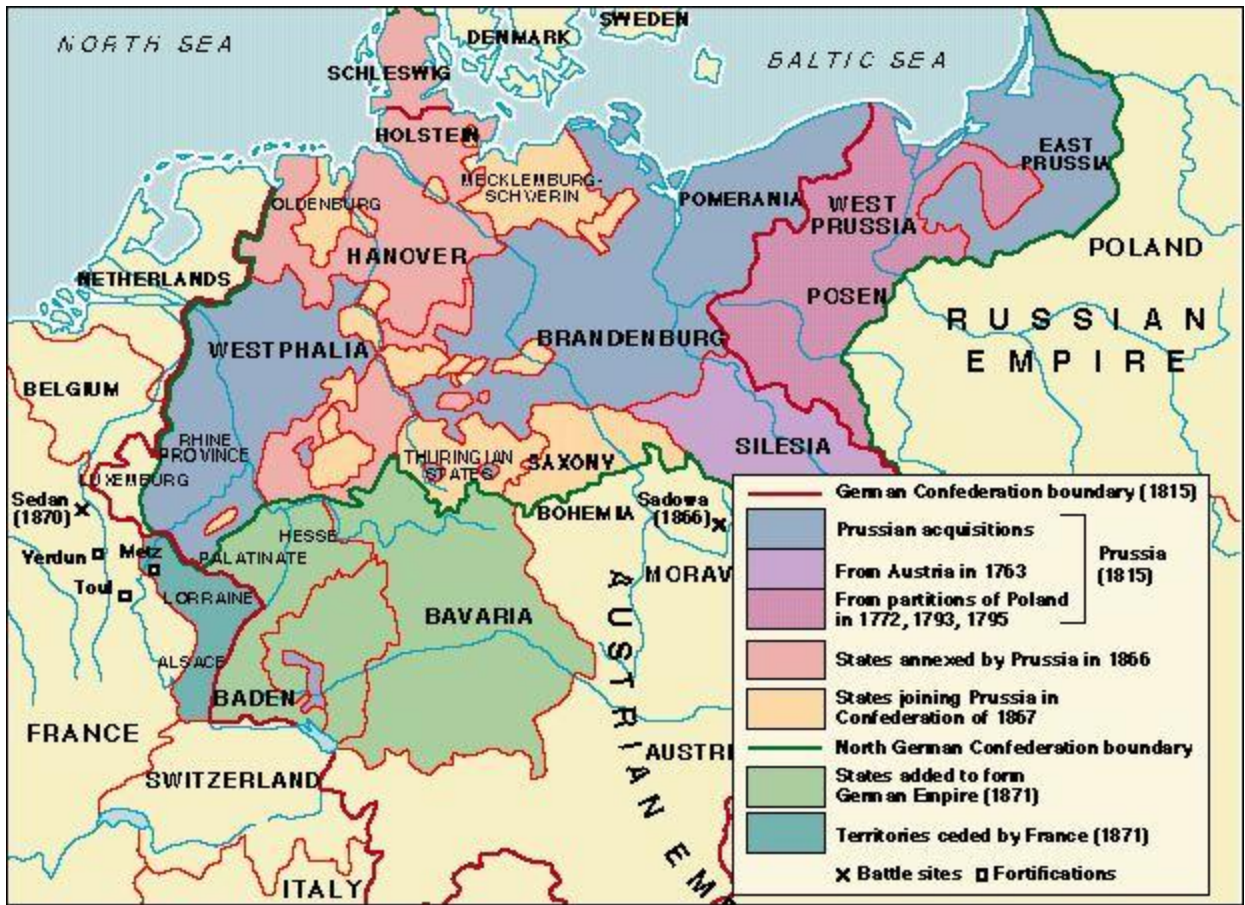 NORTH SEA
SWEDEN
DENMARK
BALTIC SEA
SCHLESWIG
HOLSTEIN
EAST
PRUSSIA
MECKLEMBURG-
SCHVERIN
OLDENBURG
POMERANIA
WEST
PRUSSIA
HANOVER
POLAND
NETHERLANDS
POSEN
RUSSIAN
EMPIRE
WESTPHALIA
BRANDENBURG
BELGIUM
RHINE
PROVINCE
SILESIA
THURINGIAN
STATES
SAXONY
LUXEMBURG
Sedan
(1870)
BOHEMIA
Sadowa
(1866)
HESSE
Verdun
Metz
PALATINATE
Toul
LORRAINE
MORAV
BAVARIA
ALSACE
BADEN
FRANCE
SWITZERLAND
AUSTRI
AUSTRIAN EMP
ITALY
German Confederation boundary (1815)
Prussian acquisitions
From Austria in 1763
From partitions of Poland
in 1772, 1793, 1795
Prussia
(1815)
States annexed by Prussia in 1866
States joining Prussia in
Confederation of 1867
North German Confederation boundary
States added to form
German Empire (1871)
Territories ceded by France (1871)
Battle sites
Fortifications